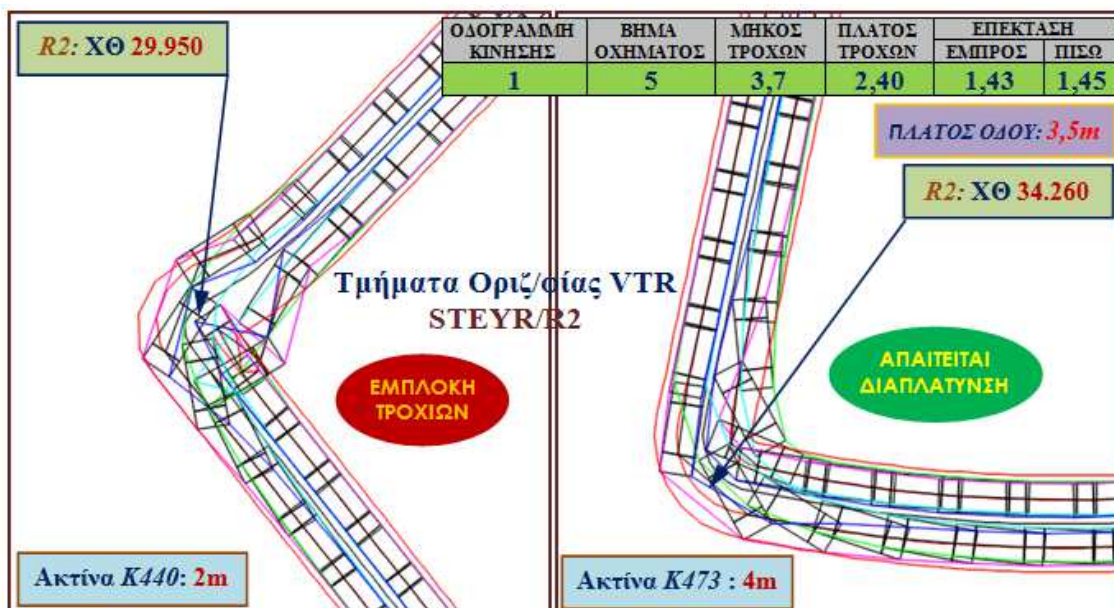 R2: ΧΘ 29.950
ΟΔΟΓΡΑΜΜΗ ΚΙΝΗΣΗΣ ΒΗΜΑ ΟΧΗΜΑΤΟΣ ΜΗΚΟΣ ΤΡΟΧΩΝ ΠΛΑΤΟΣ ΤΡΟΧΩΝ ΕΠΕΚΤΑΣΗ
ΕΜΠΡΟΣ ΠΙΣΩ
1 5 3,7 2,40 1,43 1,45
ΠΛΑΤΟΣ ΟΔΟΥ: 3,5m
R2: ΧΘ 34.260
Τμήματα Οριζ/φίας VTR
STEYR/R2
ΕΜΠΛΟΚΗ
ΤΡΟΧΙΩΝ
ΑΠΑΙΤΕΙΤΑΙ
ΔΙΑΠΛΑΤΥΝΣΗ
Ακτίνα K440: 2m
Ακτίνα K473 : 4m